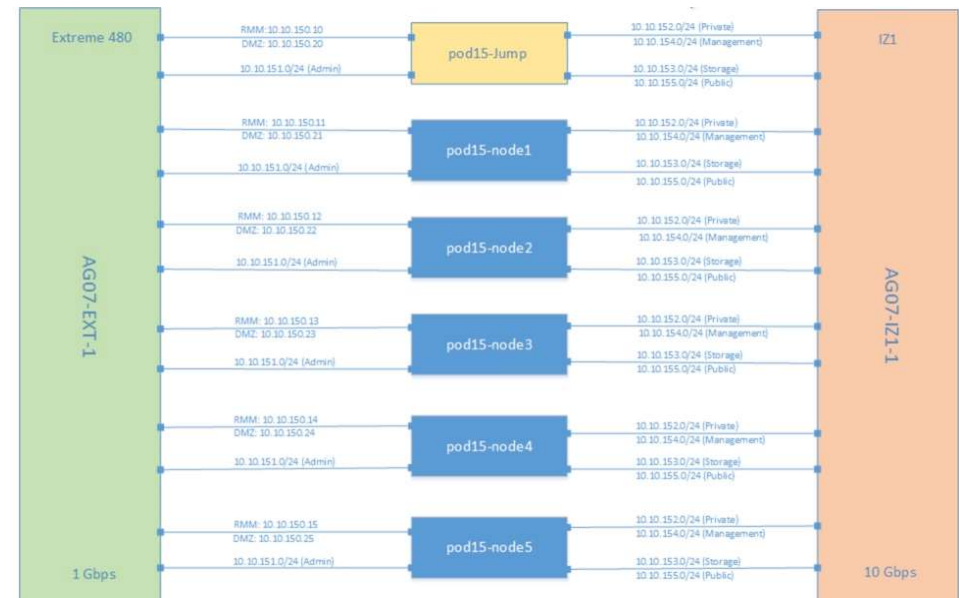 Extreme 480
RMM:10.10.150.10
DMZ: 10.10.150.20
10.10.151.0/24 (Admin)
pod15-Jump
10.10.152.0/24 (Private)
10.10.154.0/24 (Management)
10.10.153.0/24 (Storage)
10.10.155.0/24 (Public)
IZ1
RMM: 10.10.150.11
DMZ: 10.10.150.21
10.10.151.0/24 (Admin)
pod15-node1
10.10.152.0/24 (Private)
10.10.154.0/24 (Management)
10.10.153.0/24 (Storage)
10.10.155.0/24 (Public)
RMM: 10.10.150.12
DMZ: 10.10.150.22
10.10.151.0/24 (Admin)
pod15-node2
10.10.152.0/24 (Private)
10.10.154.0/24 (Management)
10.10.153.0/24 (Storage)
10.10.155.0/24 (Public)
AG07-EXT-1
AG07-IZ1-1
RMM: 10.10.150.13
DMZ: 10.10.150.23
10.10.151.0/24 (Admin)
pod15-node3
10.10.152.0/24 (Private)
10.10.154.0/24 (Management)
10.10.153.0/24 (Storage)
10.10.155.0/24 (Public)
RMM: 10.10.150.14
DMZ: 10.10.150.24
10.10.151.0/24 (Admin)
pod15-node4
10.10.152.0/24 (Private)
10.10.154.0/24 (Management)
10.10.153.0/24 (Storage)
10.10.155.0/24 (Public)
RMM: 10.10.150.15
DMZ: 10.10.150.25
10.10.151.0/24 (Admin)
pod15-node5
10.10.152.0/24 (Private)
10.10.154.0/24 (Management)
10.10.153.0/24 (Storage)
10.10.155.0/24 (Public)
1 Gbps
10 Gbps